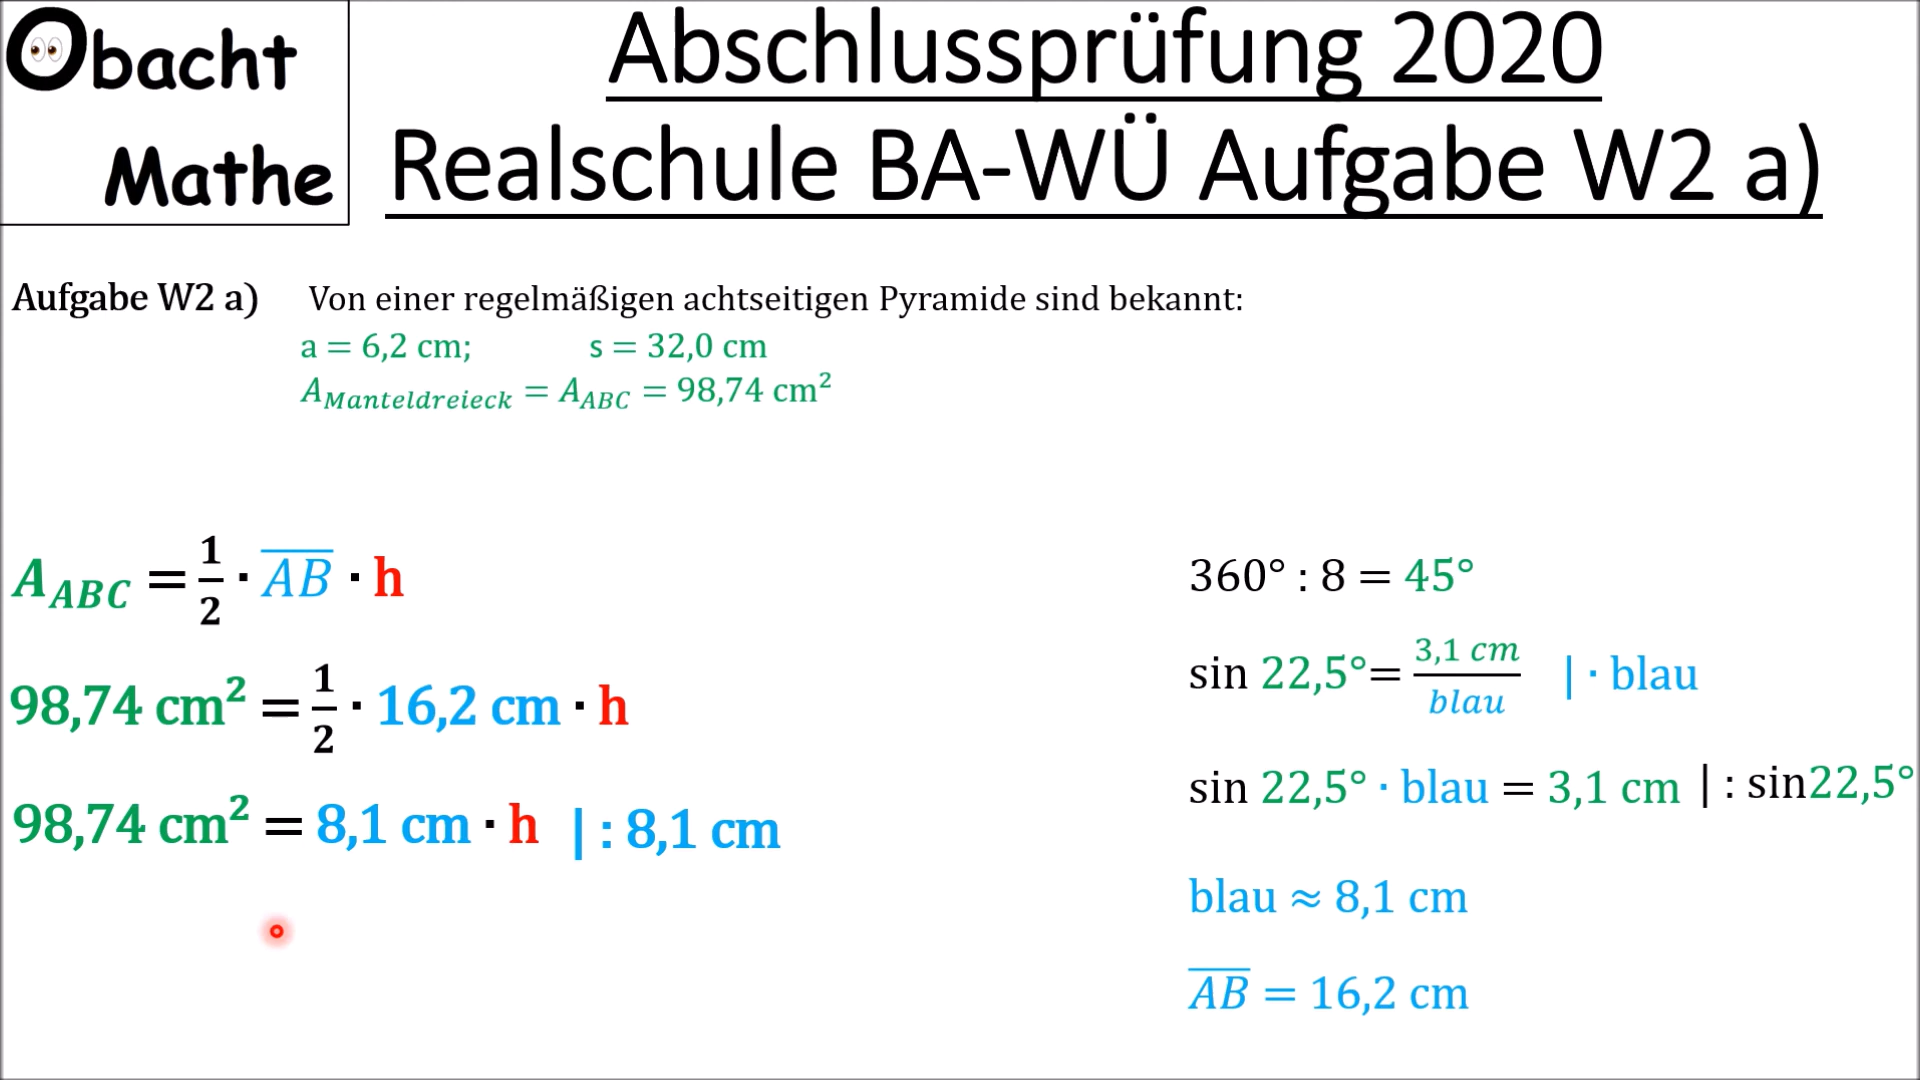 Obacht
Mathe
Abschlussprüfung 2020
Realschule BA-WÜ Aufgabe W2 a)
Aufgabe W2 a) Von einer regelmäßigen achtseitigen Pyramide sind bekannt:
a = 6,2 cm; s = 32,0 cm
A_Manteldreieck = A_ABC = 98,74 cm²
A_ABC = 1/2 · A̅B̅ · h
98,74 cm² = 1/2 · 16,2 cm · h
98,74 cm² = 8,1 cm · h | : 8,1 cm
360° : 8 = 45°
sin 22,5° = 3,1 cm / blau | · blau
sin 22,5° · blau = 3,1 cm | : sin22,5°
blau ≈ 8,1 cm
A̅B̅ = 16,2 cm